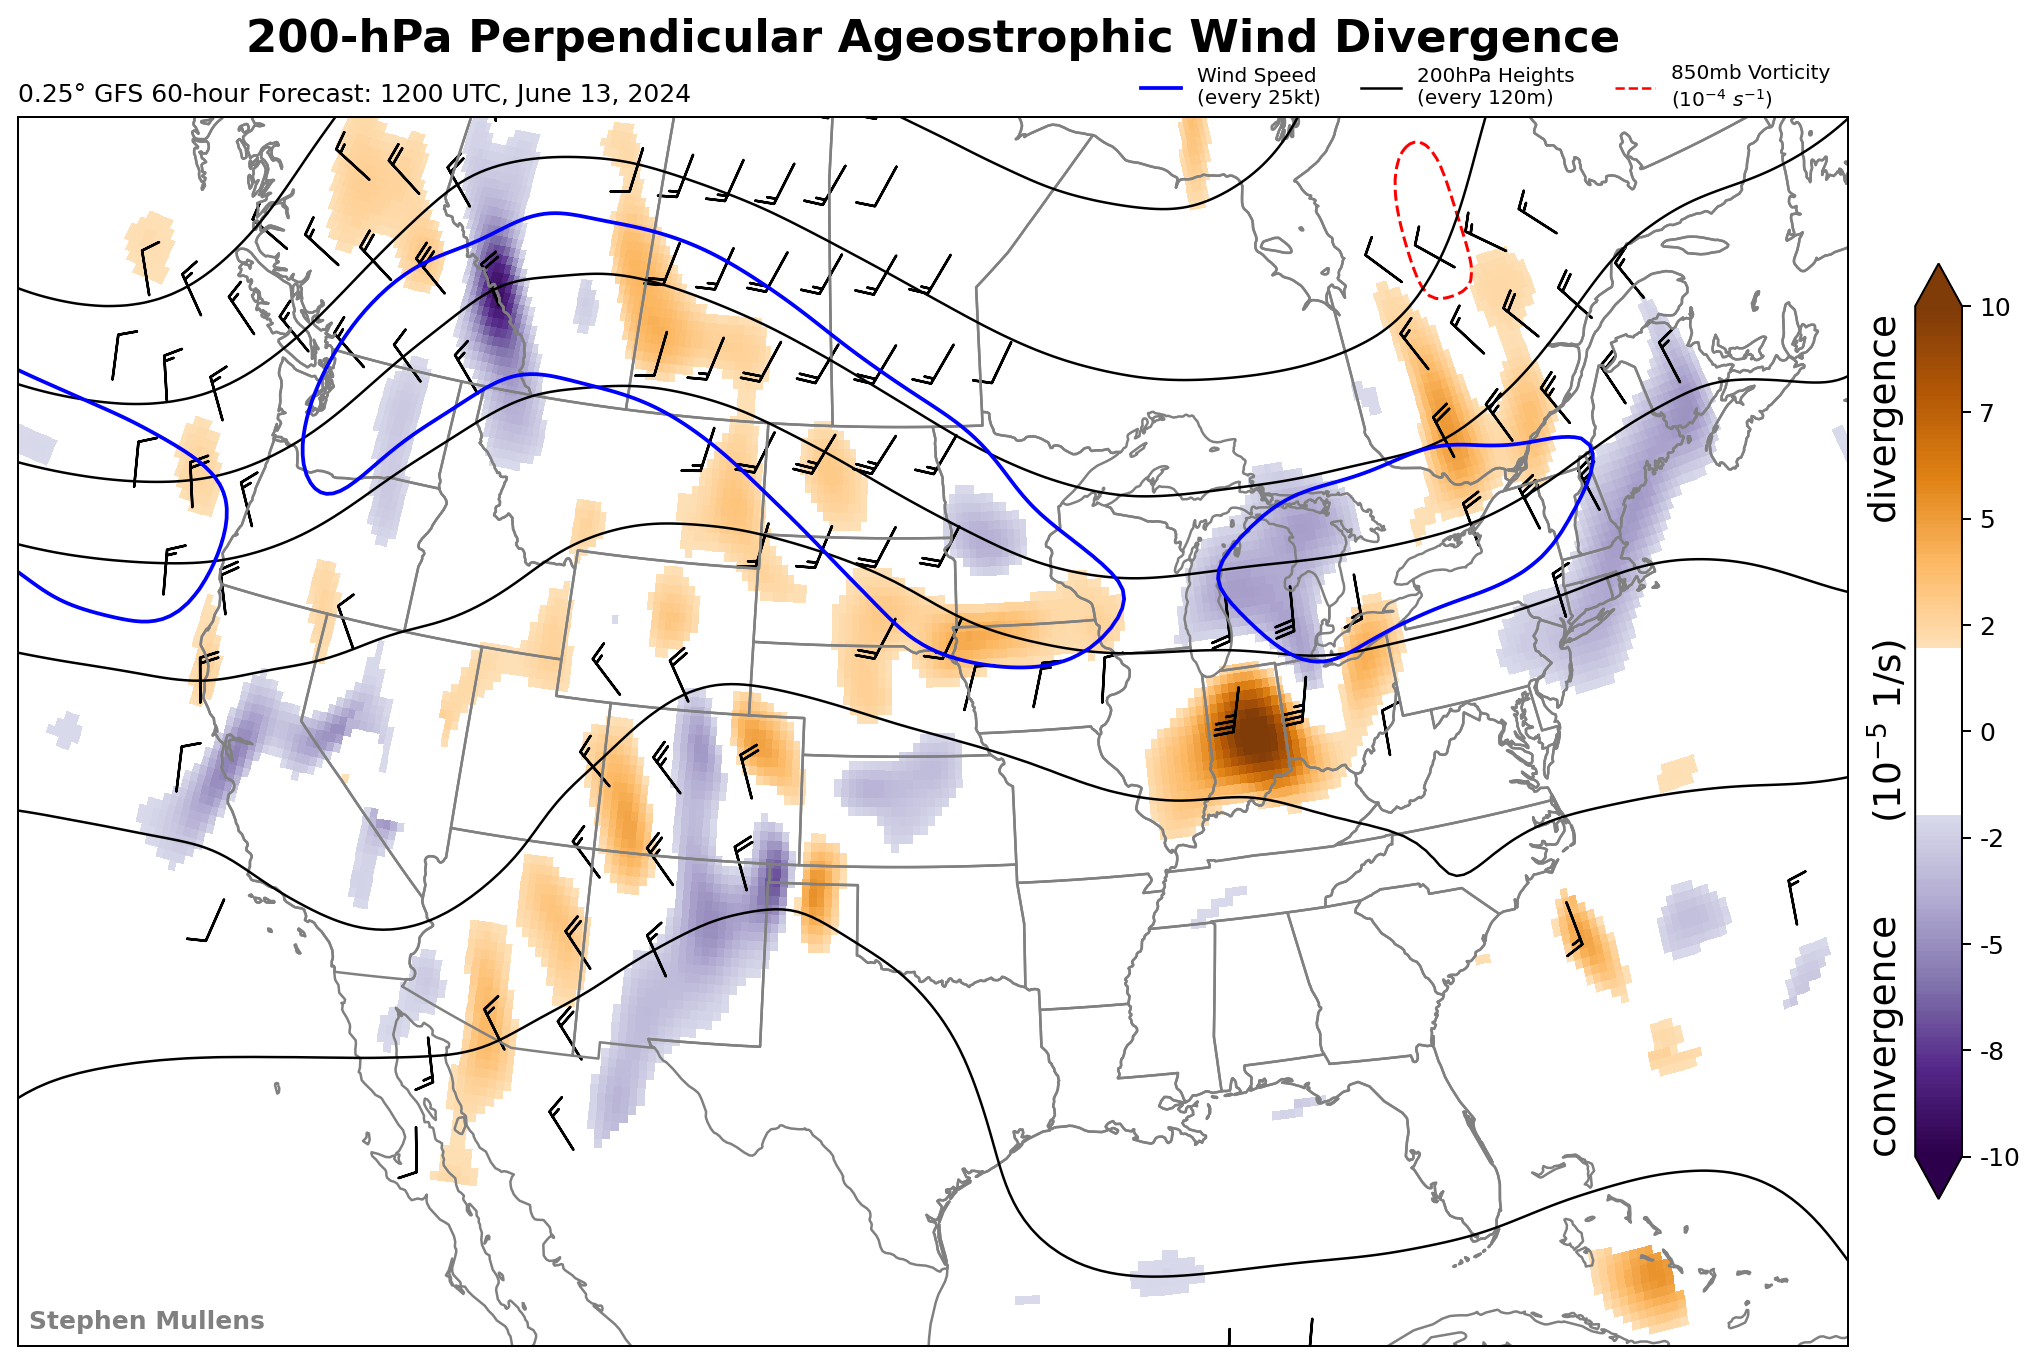 200-hPa Perpendicular Ageostrophic Wind Divergence
0.25° GFS 60-hour Forecast: 1200 UTC, June 13, 2024
Wind Speed
(every 25kt)
200hPa Heights
(every 120m)
850mb Vorticity
(10⁻⁴ s⁻¹)
10
7
5
2
0
-2
-5
-8
-10
convergence (10⁻⁵ 1/s) divergence
Stephen Mullens